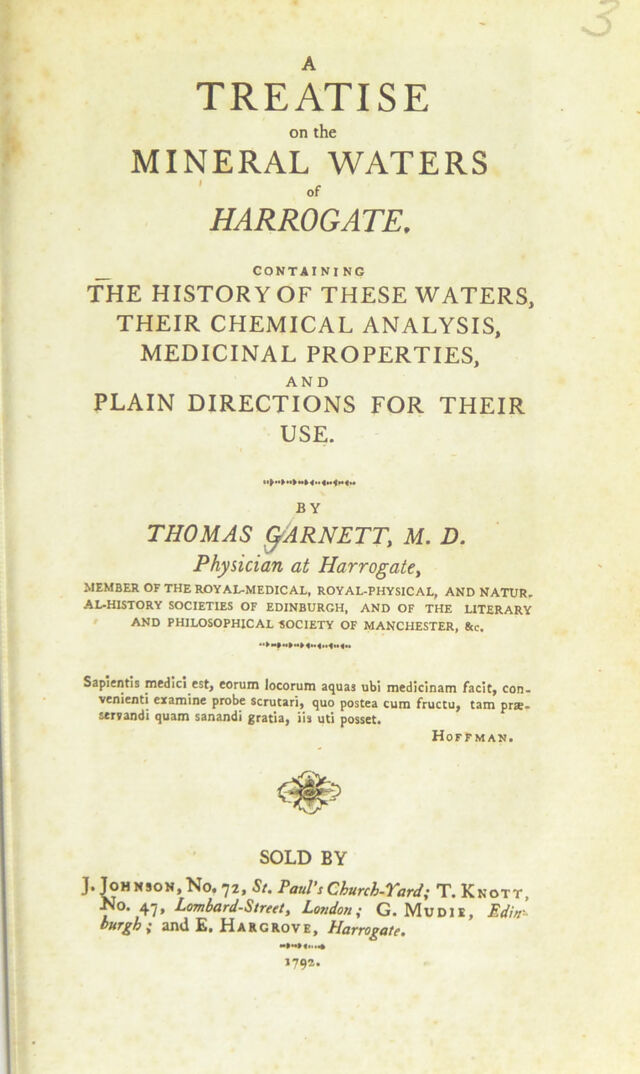 3
A
TREATISE
on the
MINERAL WATERS
of
HARROGATE.
CONTAINING
THE HISTORY OF THESE WATERS,
THEIR CHEMICAL ANALYSIS,
MEDICINAL PROPERTIES,
AND
PLAIN DIRECTIONS FOR THEIR
USE.
BY
THOMAS GARNETT, M. D.
Physician at Harrogate,
MEMBER OF THE ROYAL-MEDICAL, ROYAL-PHYSICAL, AND NATUR-
AL-HISTORY SOCIETIES OF EDINBURGH, AND OF THE LITERARY
AND PHILOSOPHICAL SOCIETY OF MANCHESTER, &c.
Sapientis medici est, eorum locorum aquas ubi medicinam facit, con-
venienti examine probe scrutari, quo postea cum fructu, tam præ-
servandi quam sanandi gratia, iis uti posset.
HOFFMAN.
SOLD BY
J. JOHNSON, No. 72, St. Paul's Church-Yard; T. KNOTT,
No. 47, Lombard-Street, London; G. MUDIE, Edin-
burgh; and E. HARGROVE, Harrogate.
1792.